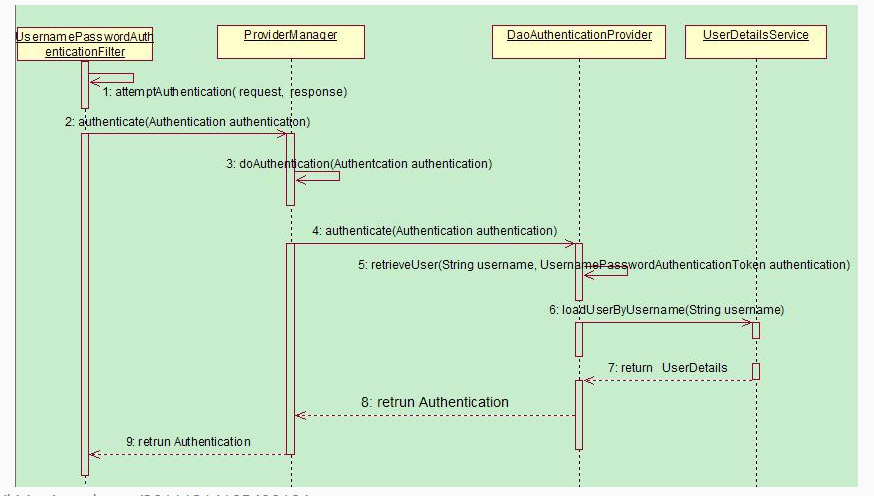 UsernamePasswordAuth
enticationFilter
ProviderManager
DaoAuthenticationProvider
UserDetailsService
1: attemptAuthentication( request, response)
2: authenticate(Authentication authentication)
3: doAuthentication(Authentcation authentication)
4: authenticate(Authentication authentication)
5: retrieveUser(String username, UsernamePasswordAuthenticationToken authentication)
6: loadUserByUsername(String username)
7: return UserDetails
8: retrun Authentication
9: retrun Authentication